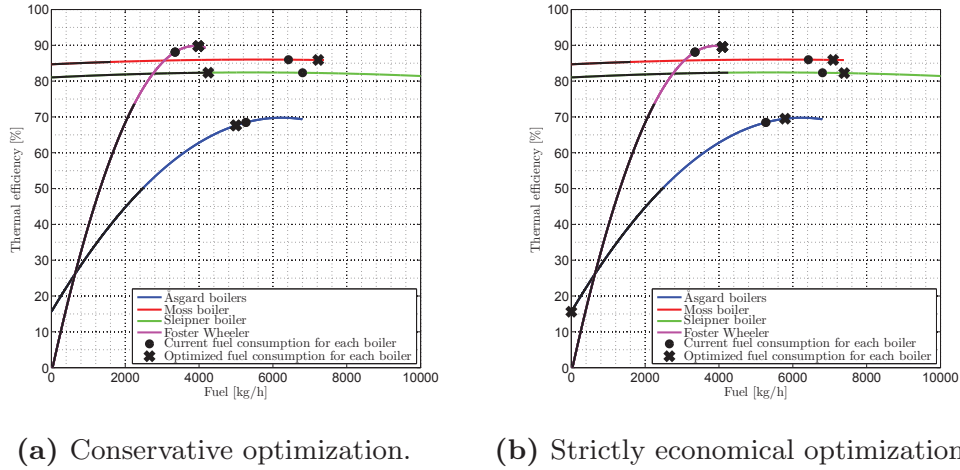 100
90
80
70
60
50
40
30
20
10
0
Thermal efficiency [%]
Åsgard boilers
Moss boiler
Sleipner boiler
Foster Wheeler
Current fuel consumption for each boiler
Optimized fuel consumption for each boiler
0 2000 4000 6000 8000 10000
Fuel [kg/h]
(a) Conservative optimization.
100
90
80
70
60
50
40
30
20
10
0
Thermal efficiency [%]
Åsgard boilers
Moss boiler
Sleipner boiler
Foster Wheeler
Current fuel consumption for each boiler
Optimized fuel consumption for each boiler
0 2000 4000 6000 8000 10000
Fuel [kg/h]
(b) Strictly economical optimization